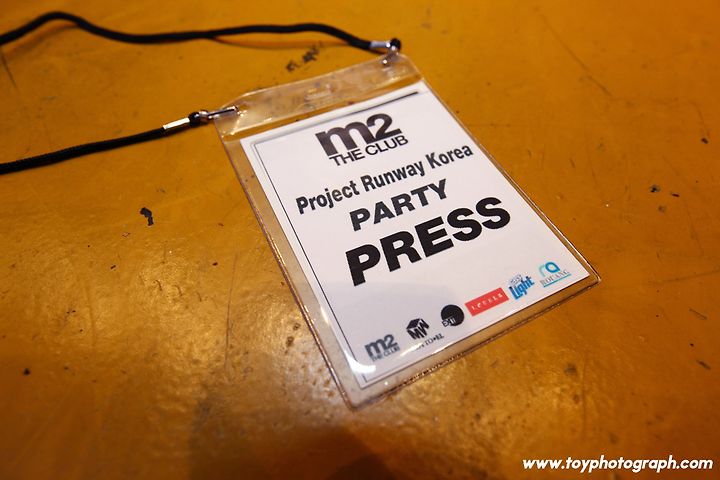 m2
THE CLUB
Project Runway Korea
PARTY
PRESS
m2
THE CLUB
Light
www.toyphotograph.com